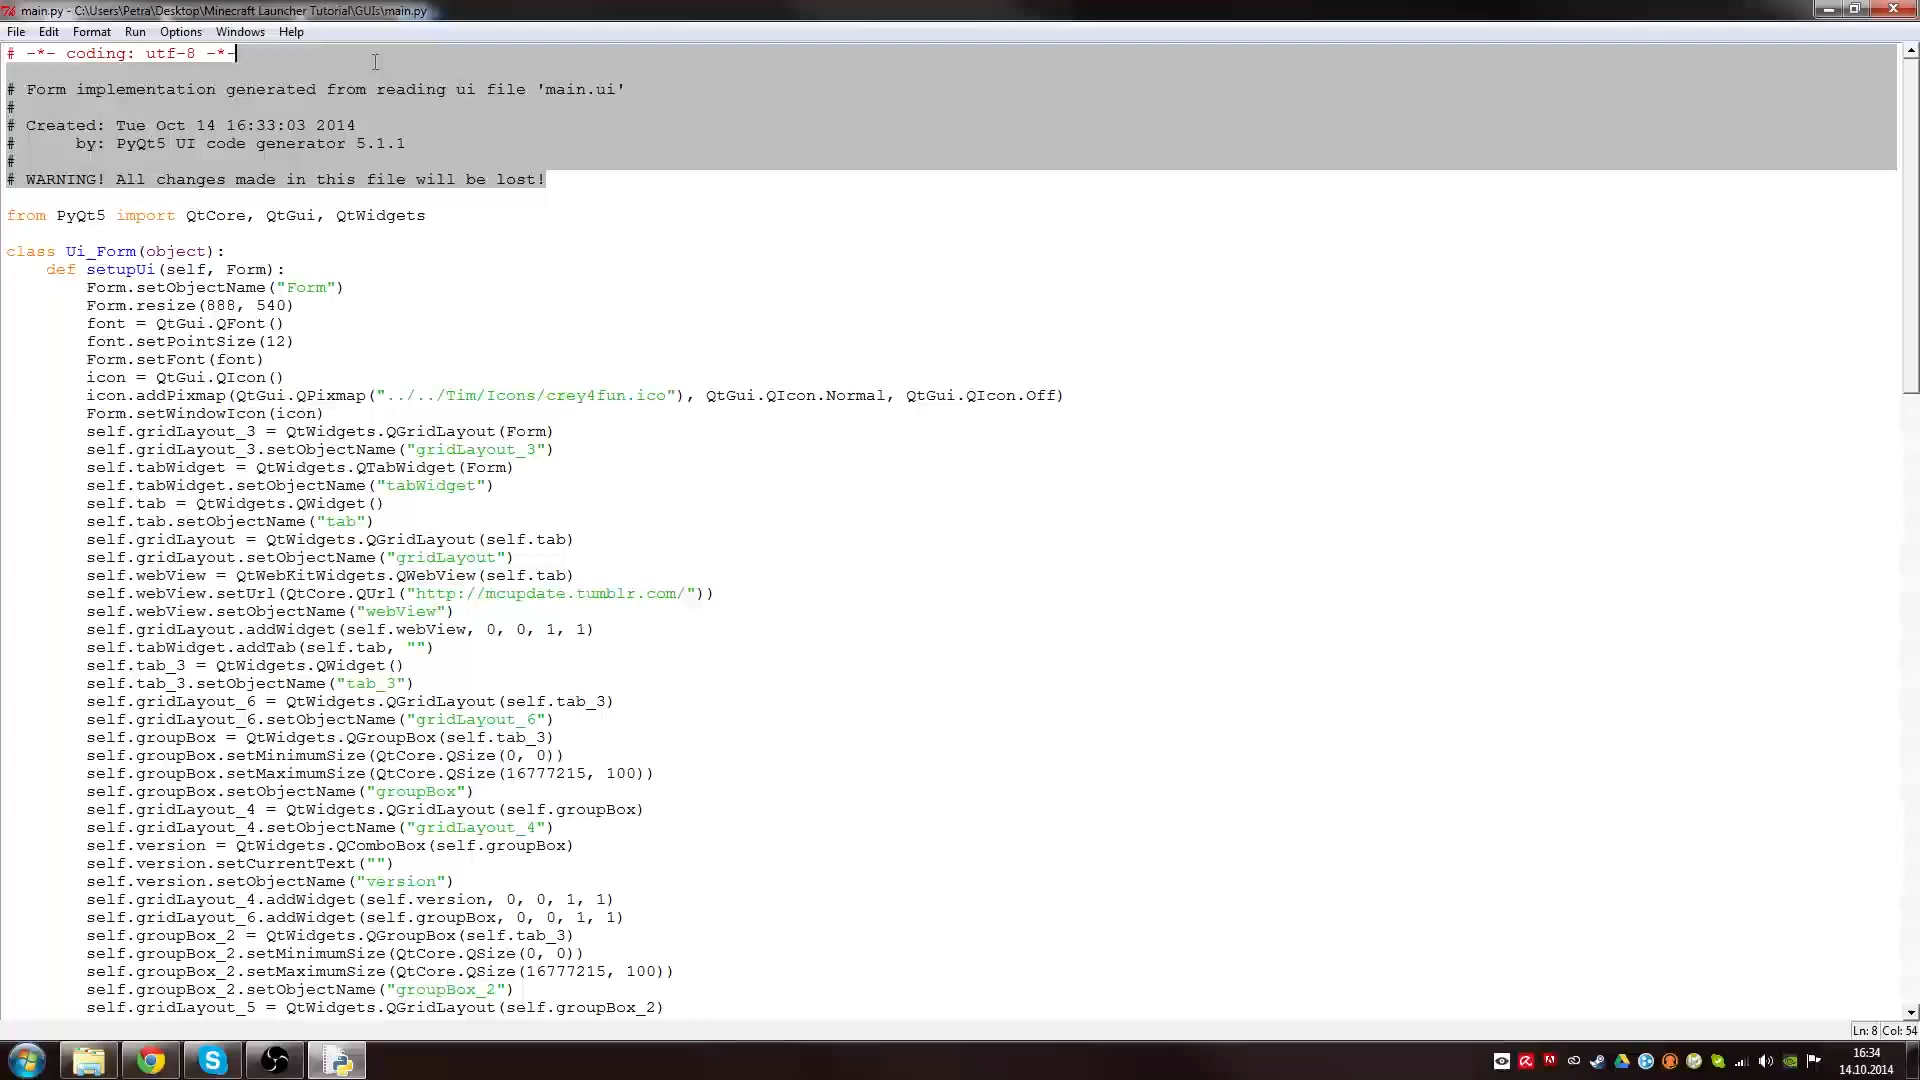 main.py - C:\Users\Petra\Desktop\Minecraft Launcher Tutorial\GUIs\main.py
File Edit Format Run Options Windows Help
# -*- coding: utf-8 -*-
# Form implementation generated from reading ui file 'main.ui'
#
# Created: Tue Oct 14 16:33:03 2014
#      by: PyQt5 UI code generator 5.1.1
#
# WARNING! All changes made in this file will be lost!
from PyQt5 import QtCore, QtGui, QtWidgets
class Ui_Form(object):
    def setupUi(self, Form):
        Form.setObjectName("Form")
        Form.resize(888, 540)
        font = QtGui.QFont()
        font.setPointSize(12)
        Form.setFont(font)
        icon = QtGui.QIcon()
        icon.addPixmap(QtGui.QPixmap("../../Tim/Icons/crey4fun.ico"), QtGui.QIcon.Normal, QtGui.QIcon.Off)
        Form.setWindowIcon(icon)
        self.gridLayout_3 = QtWidgets.QGridLayout(Form)
        self.gridLayout_3.setObjectName("gridLayout_3")
        self.tabWidget = QtWidgets.QTabWidget(Form)
        self.tabWidget.setObjectName("tabWidget")
        self.tab = QtWidgets.QWidget()
        self.tab.setObjectName("tab")
        self.gridLayout = QtWidgets.QGridLayout(self.tab)
        self.gridLayout.setObjectName("gridLayout")
        self.webView = QtWebKitWidgets.QWebView(self.tab)
        self.webView.setUrl(QtCore.QUrl("http://mcupdate.tumblr.com/"))
        self.webView.setObjectName("webView")
        self.gridLayout.addWidget(self.webView, 0, 0, 1, 1)
        self.tabWidget.addTab(self.tab, "")
        self.tab_3 = QtWidgets.QWidget()
        self.tab_3.setObjectName("tab_3")
        self.gridLayout_6 = QtWidgets.QGridLayout(self.tab_3)
        self.gridLayout_6.setObjectName("gridLayout_6")
        self.groupBox = QtWidgets.QGroupBox(self.tab_3)
        self.groupBox.setMinimumSize(QtCore.QSize(0, 0))
        self.groupBox.setMaximumSize(QtCore.QSize(16777215, 100))
        self.groupBox.setObjectName("groupBox")
        self.gridLayout_4 = QtWidgets.QGridLayout(self.groupBox)
        self.gridLayout_4.setObjectName("gridLayout_4")
        self.version = QtWidgets.QComboBox(self.groupBox)
        self.version.setCurrentText("")
        self.version.setObjectName("version")
        self.gridLayout_4.addWidget(self.version, 0, 0, 1, 1)
        self.gridLayout_6.addWidget(self.groupBox, 0, 0, 1, 1)
        self.groupBox_2 = QtWidgets.QGroupBox(self.tab_3)
        self.groupBox_2.setMinimumSize(QtCore.QSize(0, 0))
        self.groupBox_2.setMaximumSize(QtCore.QSize(16777215, 100))
        self.groupBox_2.setObjectName("groupBox_2")
        self.gridLayout_5 = QtWidgets.QGridLayout(self.groupBox_2)
Ln: 8 Col: 54
16:34
14.10.2014